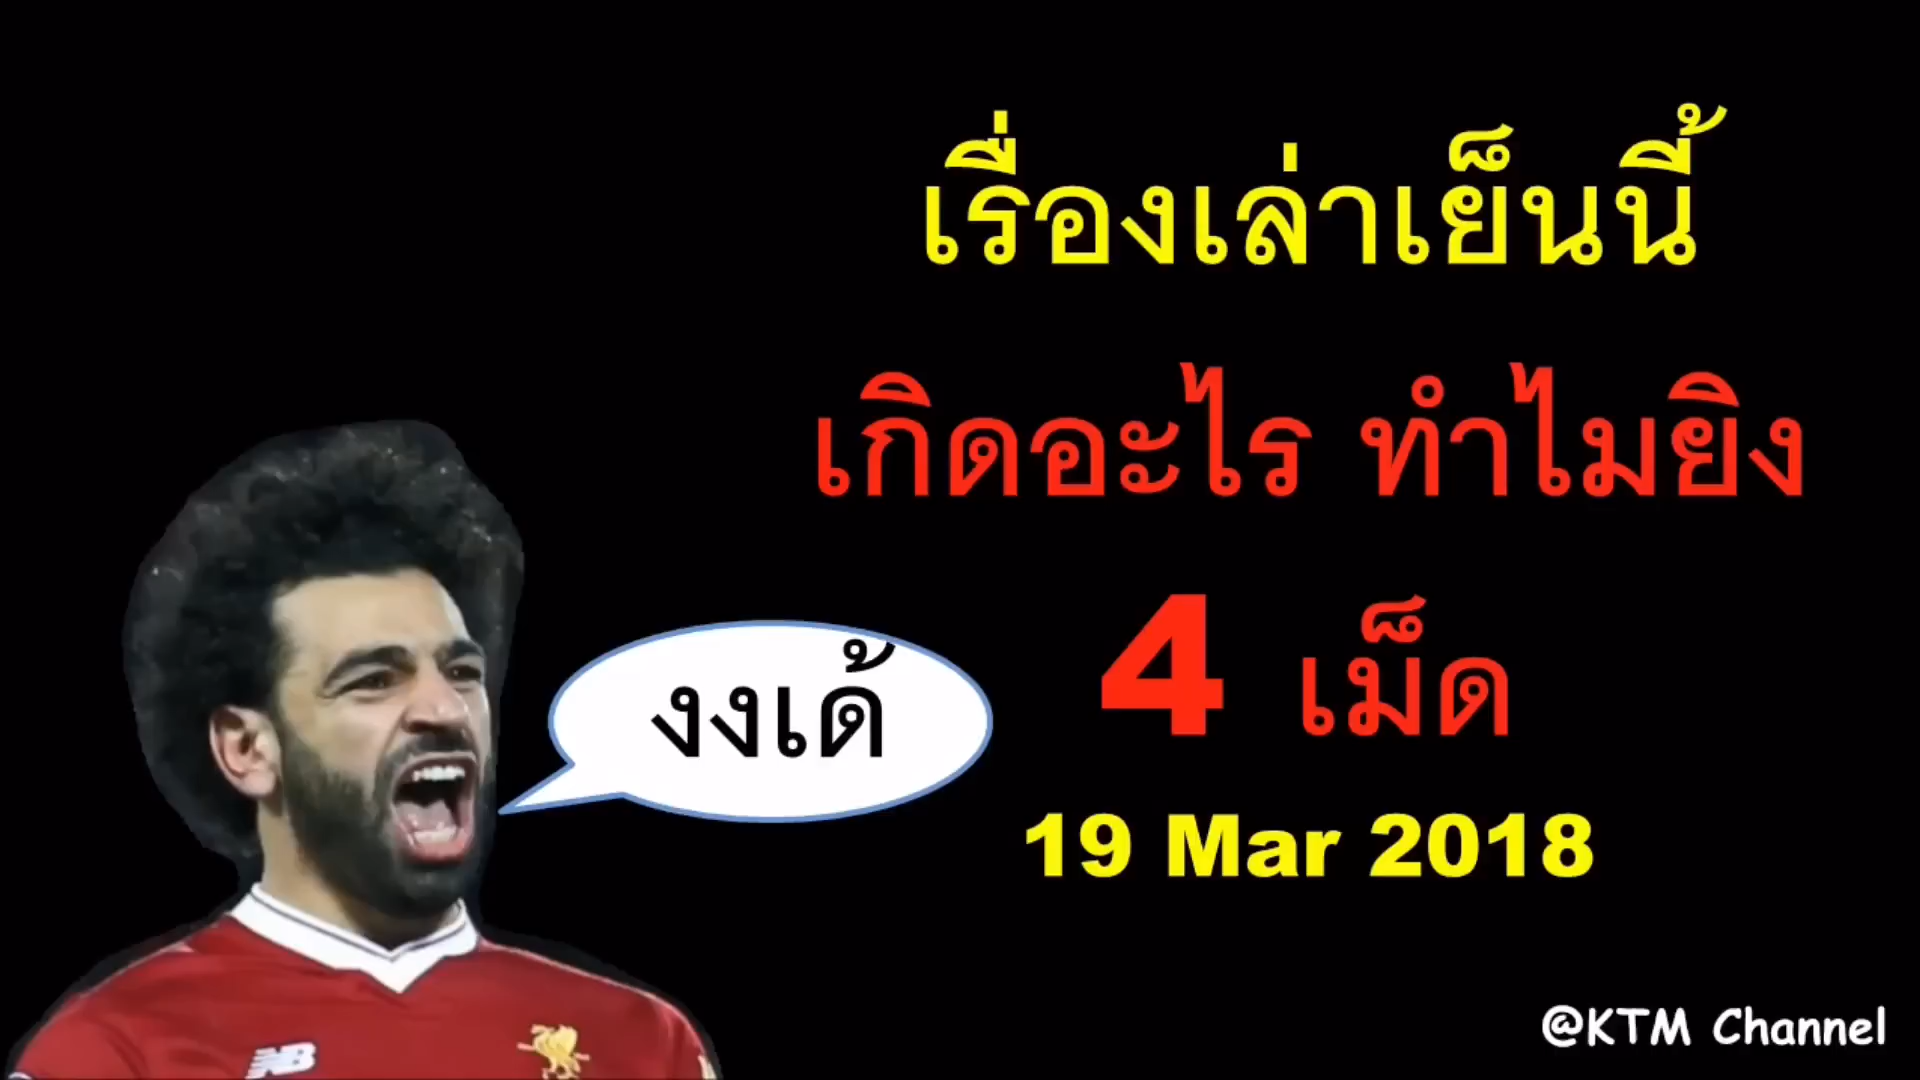 เรื่องเล่าเย็นนี้
เกิดอะไร ทำไมยิง
4 เม็ด
งงเด้
19 Mar 2018
NB
@KTM Channel